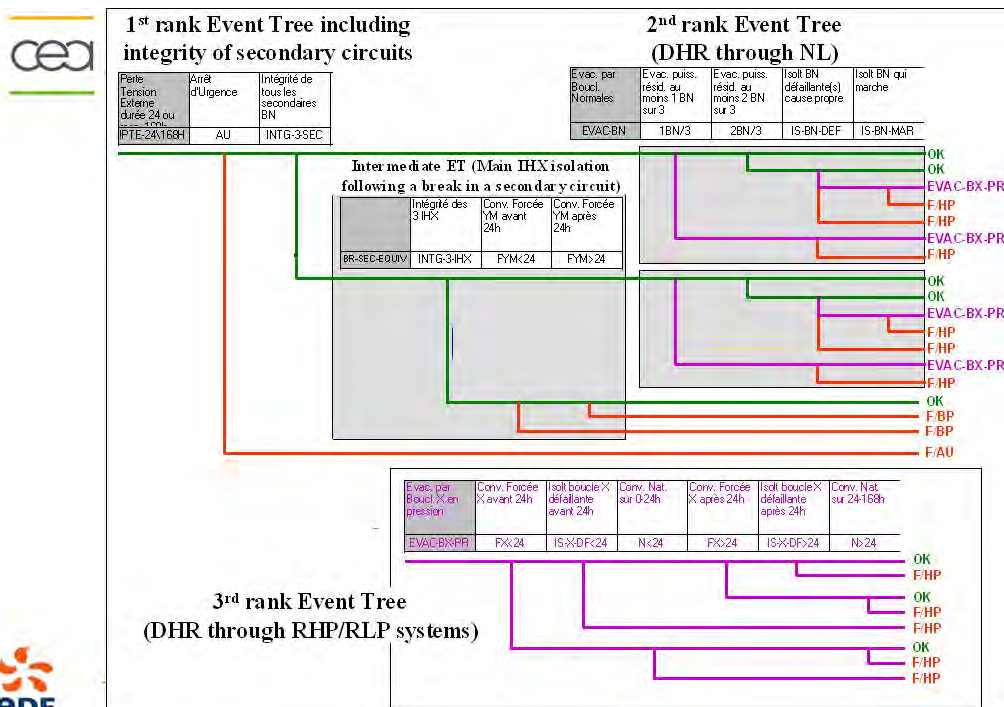 cea
1st rank Event Tree including
integrity of secondary circuits
2nd rank Event Tree
(DHR through NL)
Perte
Tension
Externe
durée 24 ou
IPTE-24\168H
Arrêt
d'Urgence
AU
Intégrité de
tous les
secondaires
BN
INTG-3-SEC
Evac. par
Boucl.
Normales
EVAC-BN
Evac. puiss.
résid. au
moins 1 BN
sur 3
1BN/3
Evac. puiss.
résid. au
moins 2 BN
sur 3
2BN/3
Isolt BN
défaillante(s)
cause propre
IS-BN-DEF
Isolt BN qui
marche
IS-BN-MAR
OK
OK
EVAC-BX-PR
F/HP
F/HP
EVAC-BX-PR
F/HP
Intermediate ET (Main IHX isolation
following a break in a secondary circuit)
BR-SEC-EQUIV
Intégrité des
3 IHX
INTG-3-IHX
Conv. Forcée
YM avant
24h
FYM<24
Conv. Forcée
YM après
24h
FYM>24
OK
OK
EVAC-BX-PR
F/HP
F/HP
EVAC-BX-PR
F/HP
OK
F/BP
F/BP
F/AU
3rd rank Event Tree
(DHR through RHP/RLP systems)
Evac. par
Boucl. X en
pression
EVAC-BX-PR
Conv. Forcée
X avant 24h
FX<24
Isolt boucle X
défaillante
avant 24h
IS-X-DF<24
Conv. Nat.
sur 0-24h
N<24
Conv. Forcée
X après 24h
FX>24
Isolt boucle X
défaillante
après 24h
IS-X-DF>24
Conv. Nat.
sur 24-168h
N>24
OK
F/HP
OK
F/HP
F/HP
OK
F/HP
F/HP
eDF